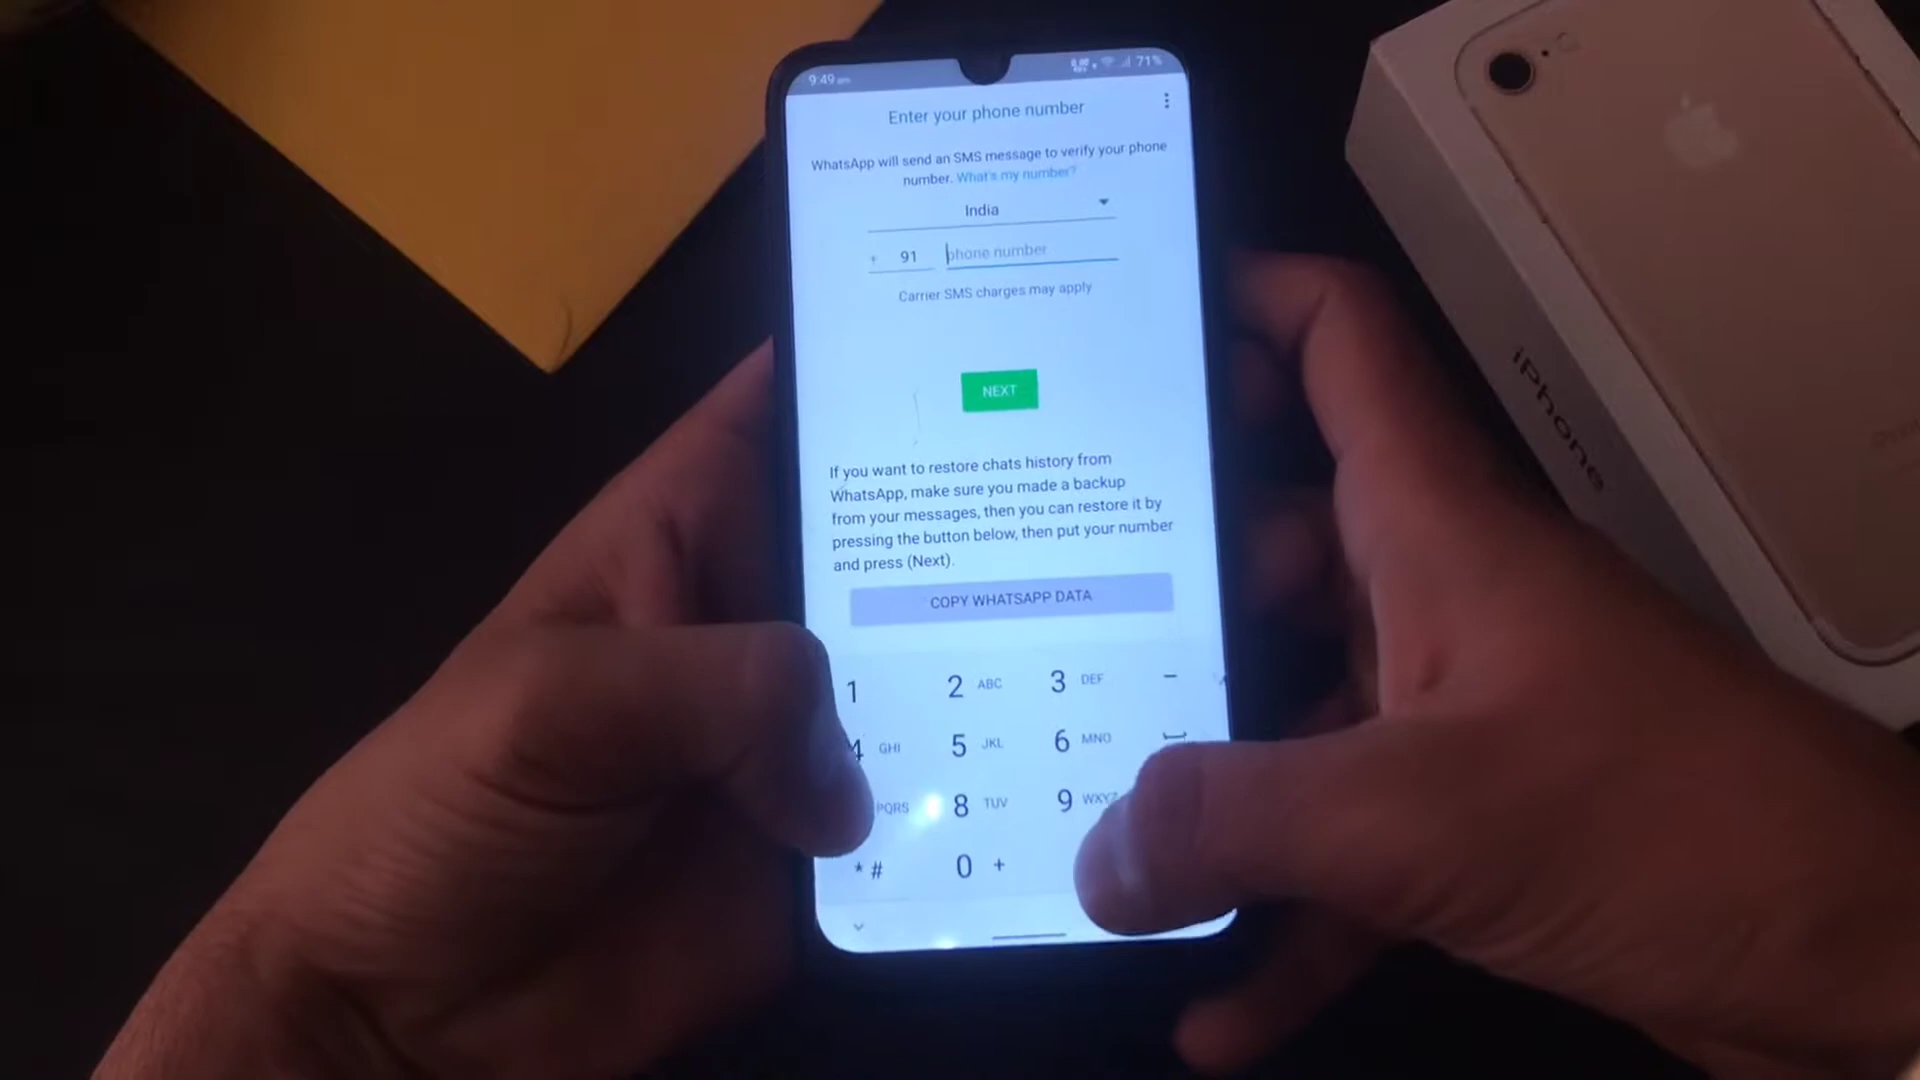 9:49 pm
71%
Enter your phone number
WhatsApp will send an SMS message to verify your phone
number. What's my number?
India
+ 91 phone number
Carrier SMS charges may apply
NEXT
If you want to restore chats history from
WhatsApp, make sure you made a backup
from your messages, then you can restore it by
pressing the button below, then put your number
and press (Next).
COPY WHATSAPP DATA
1 2 ABC 3 DEF -
4 GHI 5 JKL 6 MNO
PQRS 8 TUV 9 WXYZ
* # 0 +
iPhone